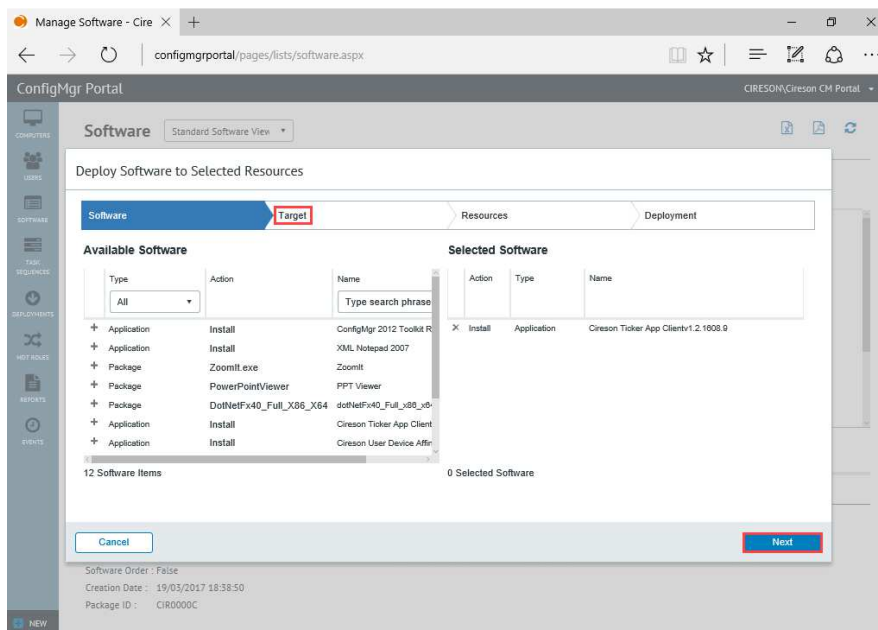 Manage Software - Cire
configmgrportal/pages/lists/software.aspx
ConfigMgr Portal
CIRESON\Cireson CM Portal
COMPUTERS
USERS
SOFTWARE
TASK SEQUENCES
DEPLOYMENTS
HOT ROLES
REPORTS
EVENTS
NEW
Software
Standard Software View
Deploy Software to Selected Resources
Software
Target
Resources
Deployment
Available Software
Type
Action
Name
All
Type search phrase
Application Install ConfigMgr 2012 Toolkit R
Application Install XML Notepad 2007
Package ZoomIt.exe ZoomIt
Package PowerPointViewer PPT Viewer
Package DotNetFx40_Full_X86_X64 dotNetFx40_Full_x86_x64
Application Install Cireson Ticker App Client
Application Install Cireson User Device Affin
12 Software Items
Selected Software
Action
Type
Name
Install Application Cireson Ticker App Clientv1.2.1608.9
0 Selected Software
Cancel
Next
Software Order : False
Creation Date : 19/03/2017 18:38:50
Package ID : CIR0000C